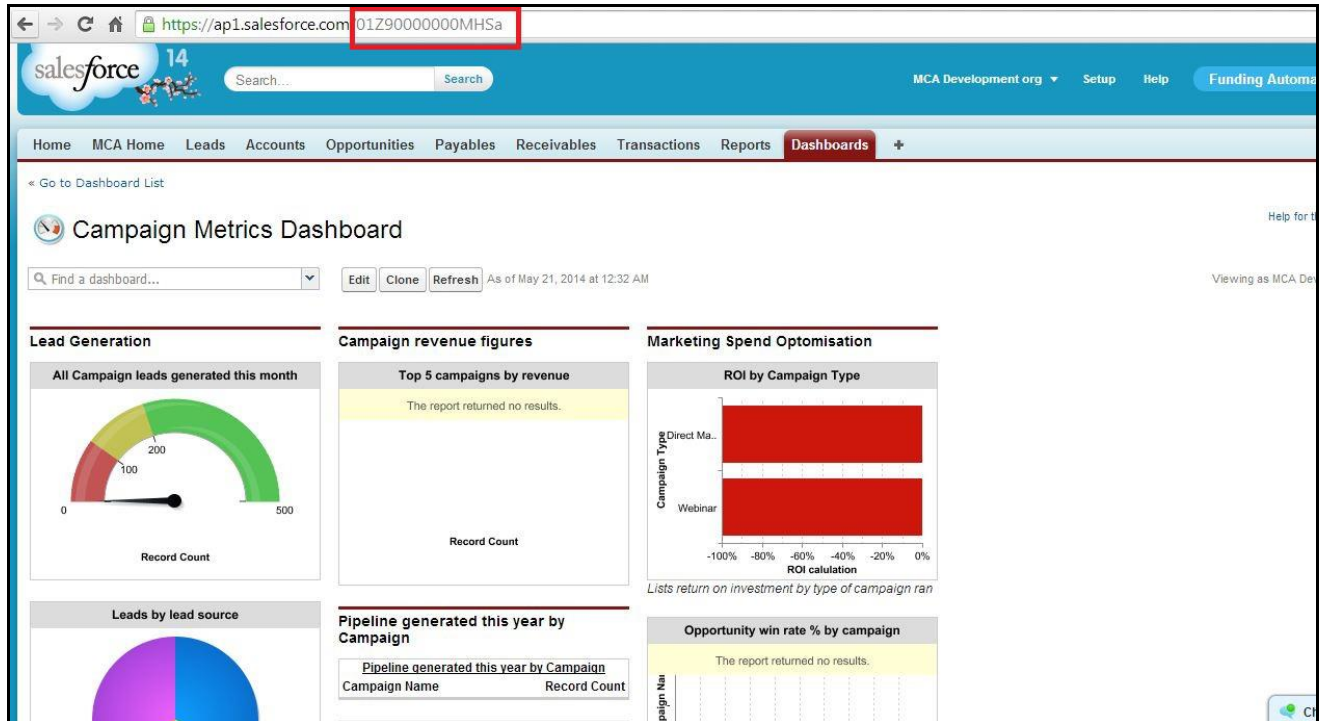 https://ap1.salesforce.com/01Z90000000MHSa
salesforce 14
Search...
Search
MCA Development org
Setup
Help
Funding Automa
Home
MCA Home
Leads
Accounts
Opportunities
Payables
Receivables
Transactions
Reports
Dashboards
+
« Go to Dashboard List
Campaign Metrics Dashboard
Help for t
Find a dashboard...
Edit
Clone
Refresh
As of May 21, 2014 at 12:32 AM
Viewing as MCA Dev
Lead Generation
All Campaign leads generated this month
0
100
200
500
Record Count
Leads by lead source
Campaign revenue figures
Top 5 campaigns by revenue
The report returned no results.
Record Count
Pipeline generated this year by
Campaign
Pipeline generated this year by Campaign
Campaign Name
Record Count
Marketing Spend Optomisation
ROI by Campaign Type
Campaign Type
Direct Ma..
Webinar
-100% -80% -60% -40% -20% 0%
ROI calulation
Lists return on investment by type of campaign ran
Opportunity win rate % by campaign
The report returned no results.
paign Na
Ch